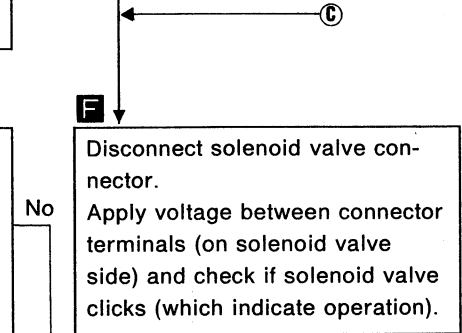 C
F
Disconnect solenoid valve con-
nector.
Apply voltage between connector
No
terminals (on solenoid valve
side) and check if solenoid valve
clicks (which indicate operation).